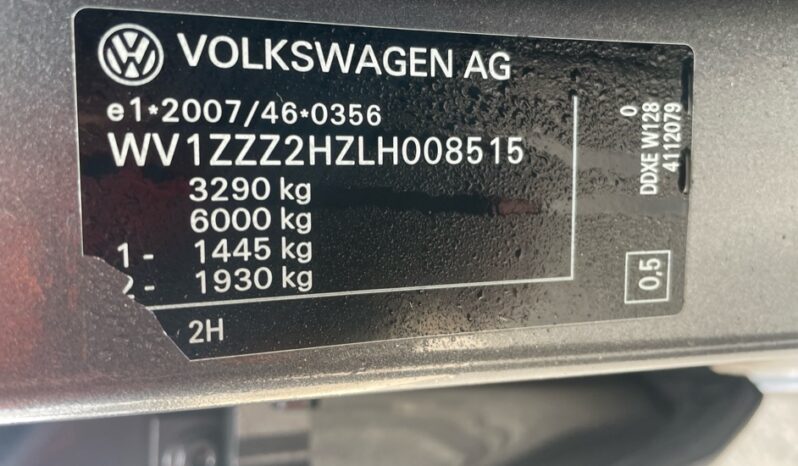 VOLKSWAGEN AG
e1*2007/46*0356
WV1ZZZ2HZLH008515
3290 kg
6000 kg
1- 1445 kg
2- 1930 kg
2H
0
DDXE W128
4112079
0,5